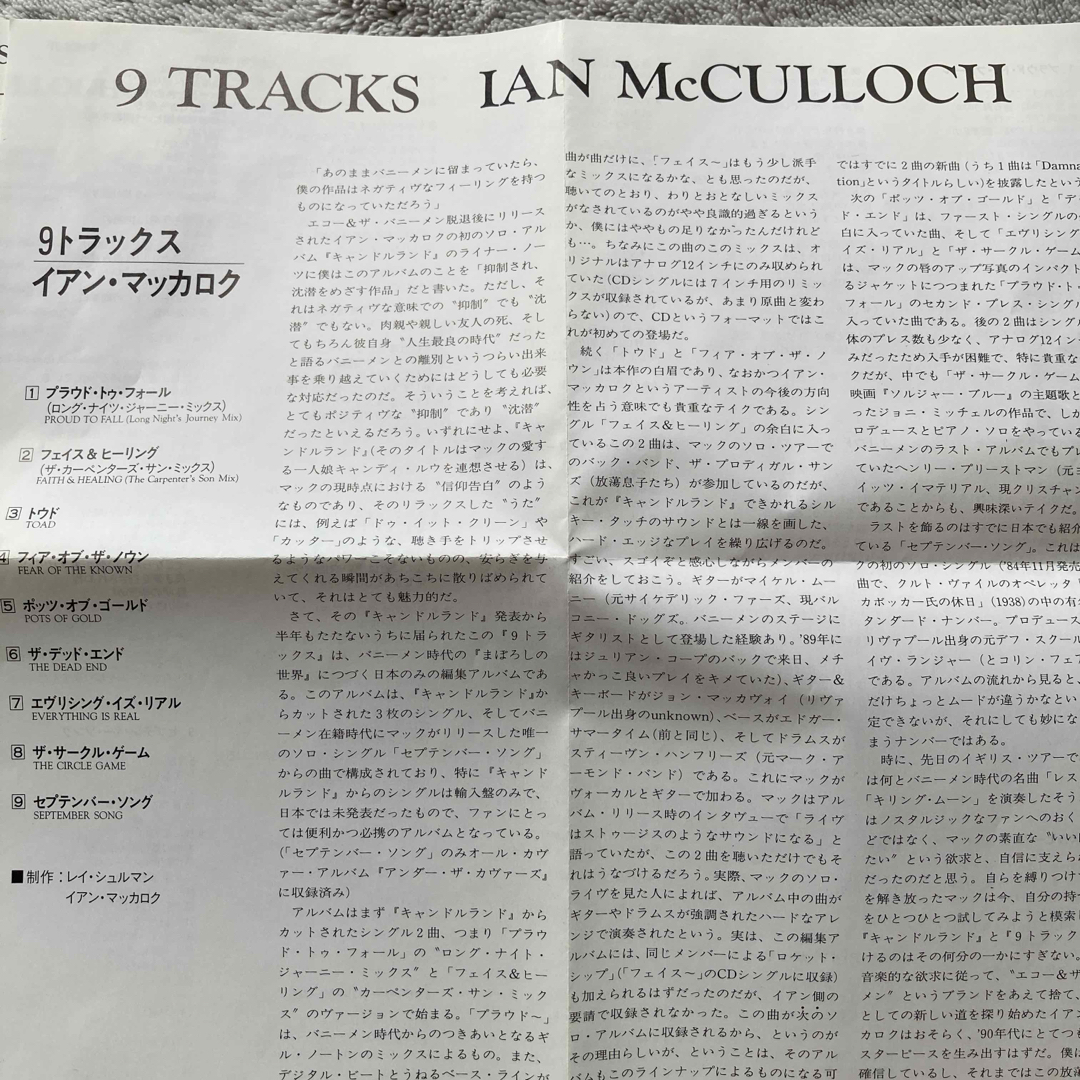 9 TRACKS IAN McCULLOCH
9トラックス
イアン・マッカロク
1 プラウド・トゥ・フォール
(ロング・ナイツ・ジャーニー・ミックス)
PROUD TO FALL (Long Night's Journey Mix)
2 フェイス&ヒーリング
(ザ・カーペンターズ・サン・ミックス)
FAITH & HEALING (The Carpenter's Son Mix)
3 トウド
TOAD
4 フィア・オブ・ザ・ノウン
FEAR OF THE KNOWN
5 ポッツ・オブ・ゴールド
POTS OF GOLD
6 ザ・デッド・エンド
THE DEAD END
7 エヴリシング・イズ・リアル
EVERYTHING IS REAL
8 ザ・サークル・ゲーム
THE CIRCLE GAME
9 セプテンバー・ソング
SEPTEMBER SONG
■制作：レイ・シュルマン
イアン・マッカロク
「あのままバニーメンに留まっていたら、
僕の作品はネガティヴなフィーリングを持つ
ものになっていただろう」
エコー&ザ・バニーメン脱退後にリリース
されたイアン・マッカロクの初のソロ・アル
バム『キャンドルランド』のライナー・ノー
ツに僕はこのアルバムのことを「抑制され、
沈潜をめざす作品」だと書いた。ただし、そ
れはネガティヴな意味での〝抑制〟でも〝沈
潜〟でもない。肉親や親しい友人の死、そし
てもちろん彼自身〝人生最良の時代〟だった
と語るバニーメンとの離別というつらい出来
事を乗り越えていくためにはどうしても必要
な対応だったのだ。そういうことを考えれば、
とてもポジティヴな〝抑制〟であり〝沈潜〟
だったといえるだろう。いずれにせよ、『キャ
ンドルランド』(そのタイトルはマックの愛す
る一人娘キャンディ・ルウを連想させる)は、
マックの現時点における〝信仰告白〟のよう
なものであり、そのリラックスした〝うた〟
には、例えば「ドゥ・イット・クリーン」や
「カッター」のような、聴き手をトリップさせ
るようなパワーこそないものの、安らぎを与
えてくれる瞬間があちこちに散りばめられて
いて、それはとても魅力的だ。
さて、その『キャンドルランド』発表から
半年もたたないうちに届られたこの『9トラ
ックス』は、バニーメン時代の『まぼろしの
世界』につづく日本のみの編集アルバムであ
る。このアルバムは、『キャンドルランド』か
らカットされた3枚のシングル、そしてバニ
ーメン在籍時代にマックがリリースした唯一
のソロ・シングル「セプテンバー・ソング」
からの曲で構成されており、特に『キャンド
ルランド』からのシングルは輸入盤のみで、
日本では未発表だったもので、ファンにとっ
ては便利かつ必携のアルバムとなっている。
(「セプテンバー・ソング」のみオール・カヴ
ァー・アルバム『アンダー・ザ・カヴァーズ』
に収録済み)
アルバムはまず『キャンドルランド』から
カットされたシングル2曲、つまり「プラウ
ド・トゥ・フォール」の〝ロング・ナイト・
ジャーニー・ミックス〟と「フェイス&ヒー
リング」の〝カーペンターズ・サン・ミック
ス〟のヴァージョンで始まる。「プラウド～」
は、バニーメン時代からのつきあいとなるギ
ル・ノートンのミックスによるもの。また、
デジタル・ビートとうねるベース・ラインが
曲が曲だけに、「フェイス～」はもう少し派手
なミックスになるかな、とも思ったのだが、
聴いてのとおり、わりとおとなしいミックス
がなされているのがやや良識的過ぎるという
か、僕にはややもの足りなかったんだけれど
も…。ちなみにこの曲のこのミックスは、オ
リジナルはアナログ12インチにのみ収められ
ていた(CDシングルには7インチ用のリミッ
クスが収録されているが、あまり原曲と変わ
らない)ので、CDというフォーマットではこ
れが初めての登場だ。
続く「トウド」と「フィア・オブ・ザ・ノ
ウン」は本作の白眉であり、なおかつイアン・
マッカロクというアーティストの今後の方向
性を占う意味でも貴重なテイクである。シン
グル「フェイス&ヒーリング」の余白に入っ
ているこの2曲は、マックのソロ・ツアーで
のバック・バンド、ザ・プロディガル・サン
ズ(放蕩息子たち)が参加しているのだが、
これが『キャンドルランド』できかれるシル
キー・タッチのサウンドとは一線を画した、
ハード・エッジなプレイを繰り広げるのだ。
すごい、スゴイぞと感心しながらメンバーの
紹介をしておこう。ギターがマイケル・ムー
ニー(元サイケデリック・ファーズ、現バル
コニー・ドッグズ。バニーメンのステージに
ギタリストとして登場した経験あり。'89年に
はジュリアン・コープのバックで来日、メチ
ャかっこ良いプレイをキメていた)、ギター&
キーボードがジョン・マッカヴォイ(リヴァ
プール出身のunknown)、ベースがエドガー・
サマータイム(前と同じ)、そしてドラムスが
スティーヴン・ハンフリーズ(元マーク・ア
ーモンド・バンド)である。これにマックが
ヴォーカルとギターで加わる。マックはアル
バム・リリース時のインタヴューで「ライヴ
はストゥージスのようなサウンドになる」と
語っていたが、この2曲を聴いただけでもそ
れはうなづけるだろう。実際、マックのソロ・
ライヴを見た人によれば、アルバム中の曲が
ギターやドラムスが強調されたハードなアレ
ンジで演奏されたという。実は、この編集ア
ルバムには、同じメンバーによる「ロケット・
シップ」(「フェイス～」のCDシングルに収録)
も加えられるはずだったのだが、イアン側の
要請で収録されなかった。この曲が次のソ
ロ・アルバムに収録されるから、というのが
その理由らしいが、ということは、そのアル
バムもこのラインナップによるものになる可
ではすでに2曲の新曲(うち1曲は「Damna
tion」というタイトルらしい)を披露したという
次の「ポッツ・オブ・ゴールド」と「デ
ド・エンド」は、ファースト・シングルの
白に入っていた曲、そして「エヴリシング
イズ・リアル」と「ザ・サークル・ゲーム
は、マックの唇のアップ写真のインパクト
るジャケットにつつまれた「プラウド・ト
フォール」のセカンド・プレス・シングル
入っていた曲である。後の2曲はシングル
体のプレス数も少なく、アナログ12インチ
みだったため入手が困難で、特に貴重な
クだが、中でも「ザ・サークル・ゲーム
映画『ソルジャー・ブルー』の主題歌と
ったジョニ・ミッチェルの作品で、しか
ロデュースとピアノ・ソロをやっている
バニーメンのラスト・アルバムでもプレ
ていたヘンリー・プリーストマン(元
イッツ・イマテリアル、現クリスチャン
であることからも、興味深いテイクだ。
ラストを飾るのはすでに日本でも紹介
ている「セプテンバー・ソング」。これは
クの初のソロ・シングル('84年11月発売
曲で、クルト・ヴァイルのオペレッタ
カボッカー氏の休日」(1938)の中の有名
タンダード・ナンバー。プロデュース
リヴァプール出身の元デフ・スクール
イヴ・ランジャー(とコリン・フェア
である。アルバムの流れから見ると、
だけちょっとムードが違うかなという
定できないが、それにしても妙にな
まうナンバーではある。
時に、先日のイギリス・ツアーで
は何とバニーメン時代の名曲「レス
「キリング・ムーン」を演奏したそう
はノスタルジックなファンへのおく
どではなく、マックの素直な〝いい
たい〟という欲求と、自信に支えら
だったのだと思う。自らを縛りつけ
を解き放ったマックは今、自分の持
をひとつひとつ試してみようと模索
『キャンドルランド』と『9トラック
けるのはその何分の一かにすぎない。
音楽的な欲求に従って、〝エコー&ザ
メン〟というブランドをあえて捨て、
としての新しい道を探り始めたイアン
カロクはおそらく、'90年代にとてつも
スターピースを生み出すはずだ。僕は
確信しているし、それまではこの放